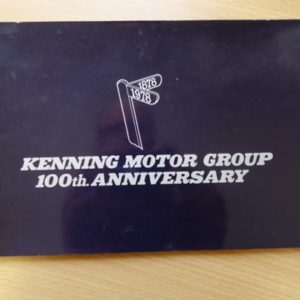 1878
1978
KENNING MOTOR GROUP
100th. ANNIVERSARY